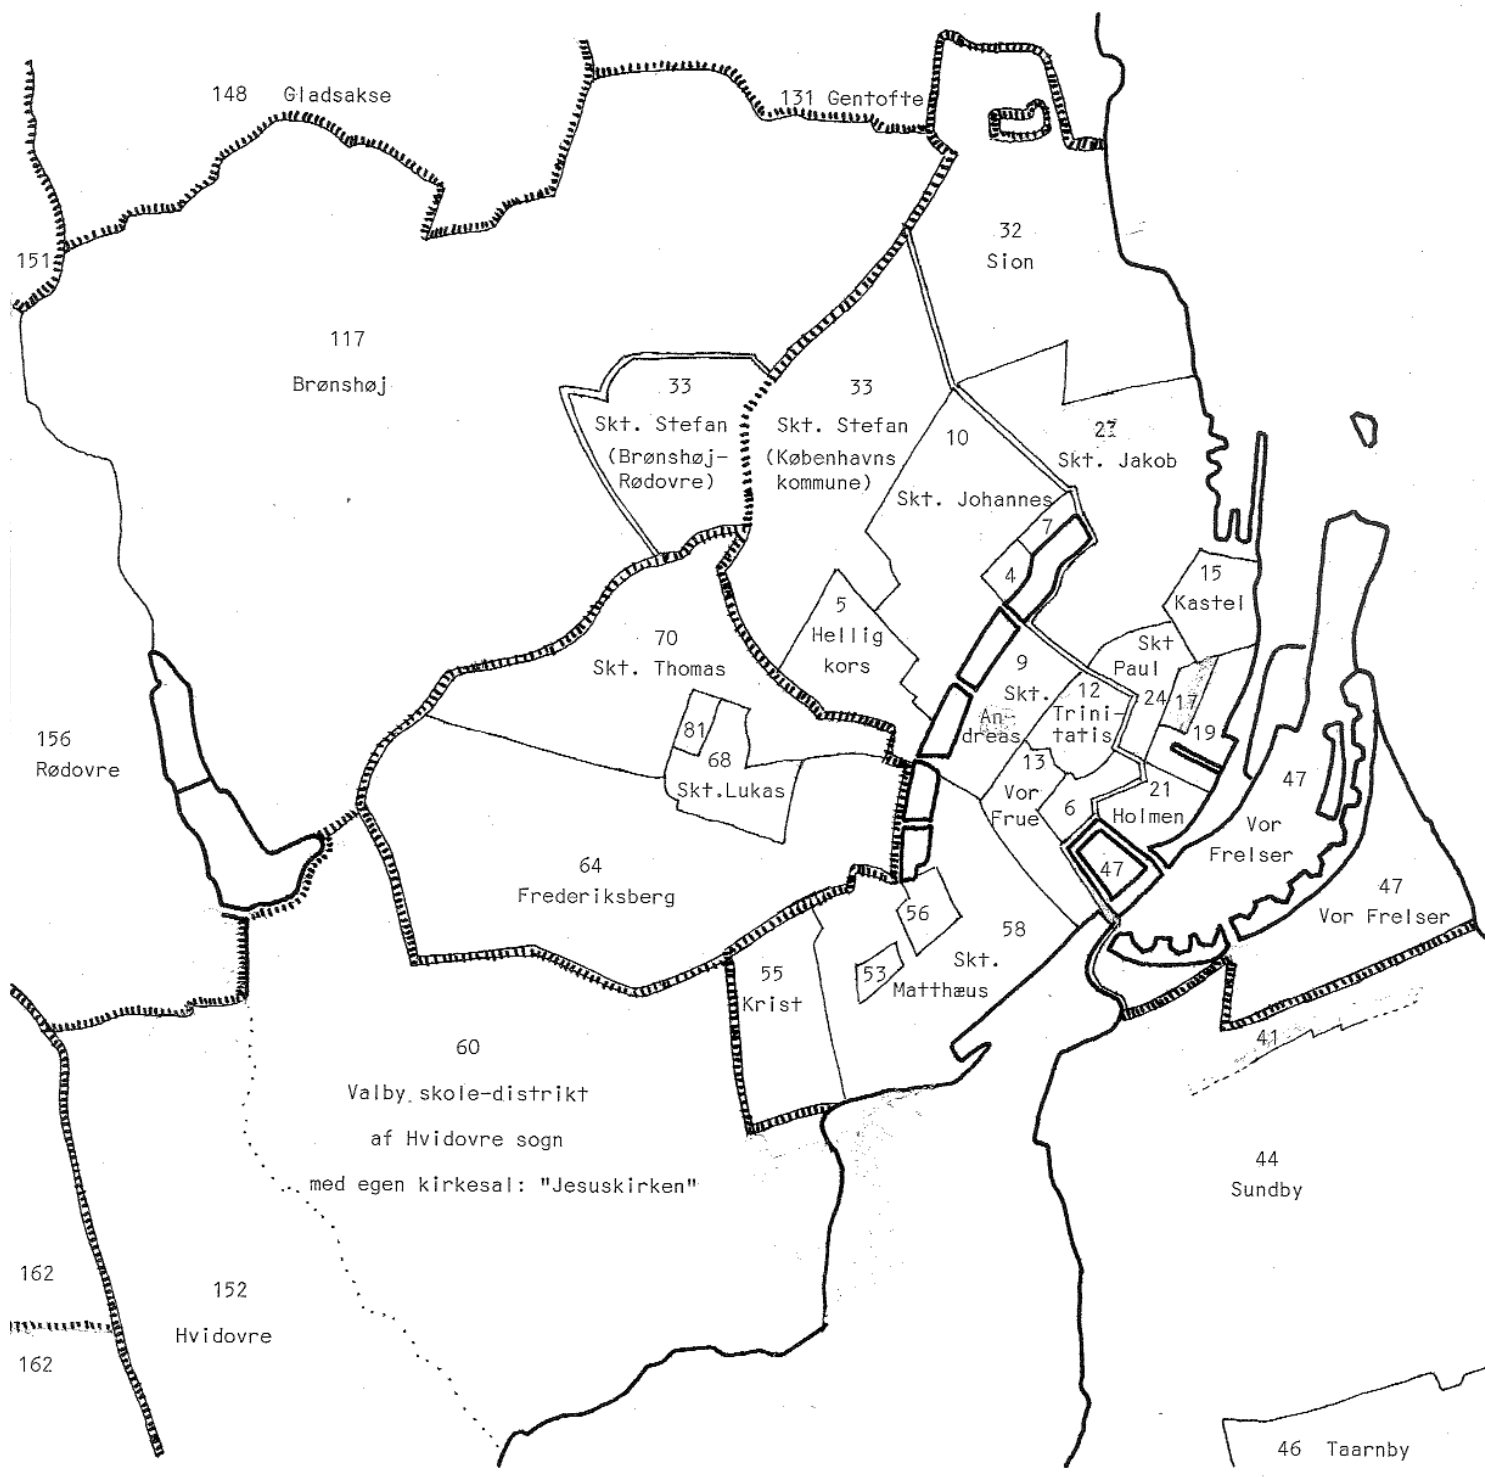 148 Gladsakse
131 Gentofte
151
32
Sion
117
Brønshøj
33
Skt. Stefan
(Brønshøj-
Rødovre)
33
Skt. Stefan
(Københavns
kommune)
10
Skt. Johannes
Skt. Jakob
7
4
15
Kastel
5
Hellig
kors
70
Skt. Thomas
9
Skt.
An-
dreas
12
Trini-
tatis
Skt
Paul
24
17
19
81
68
Skt.Lukas
13
Vor
Frue
6
21
Holmen
47
47
Vor
Frelser
47
Vor Frelser
156
Rødovre
64
Frederiksberg
56
58
Skt.
Matthæus
53
55
Krist
41
60
Valby skole-distrikt
af Hvidovre sogn
med egen kirkesal: "Jesuskirken"
44
Sundby
162
162
152
Hvidovre
46 Taarnby